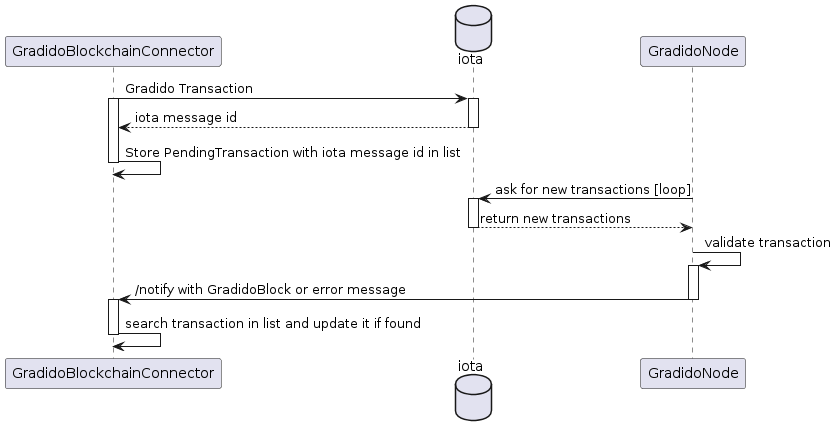 GradidoBlockchainConnector
iota
GradidoNode
Gradido Transaction
iota message id
Store PendingTransaction with iota message id in list
ask for new transactions [loop]
return new transactions
validate transaction
/notify with GradidoBlock or error message
search transaction in list and update it if found
GradidoBlockchainConnector
iota
GradidoNode